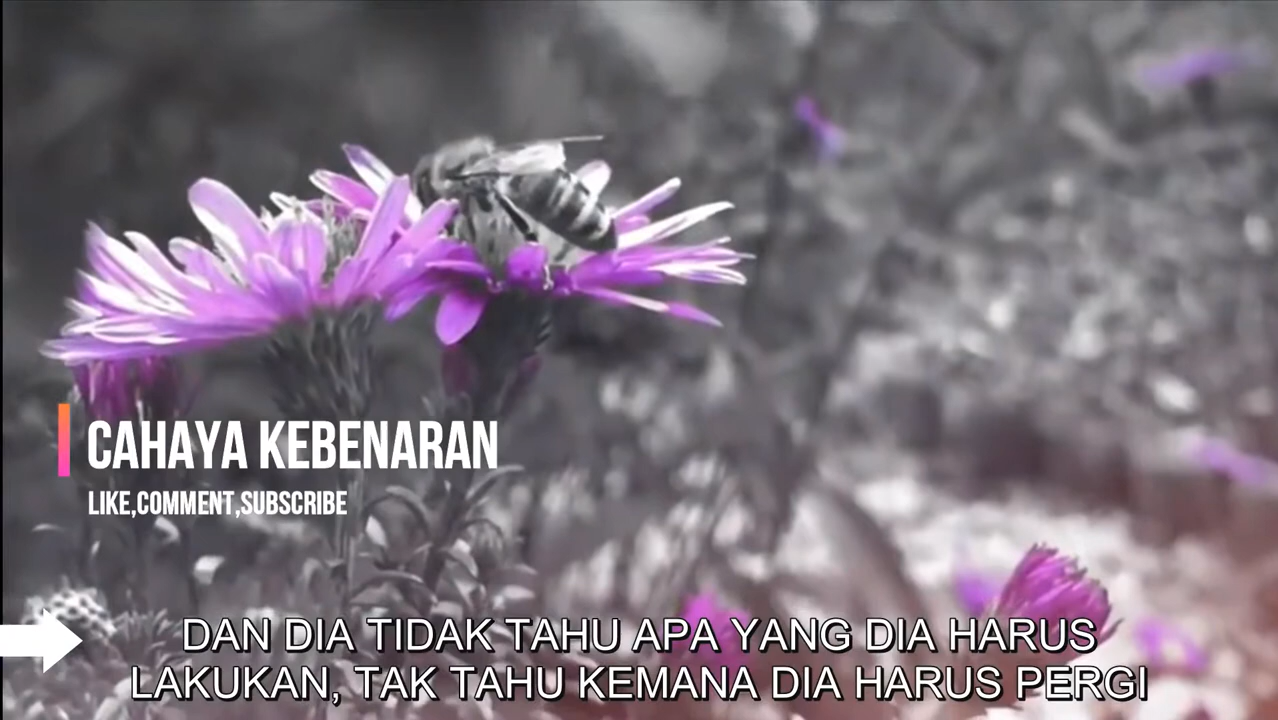 CAHAYA KEBENARAN
LIKE,COMMENT,SUBSCRIBE
DAN DIA TIDAK TAHU APA YANG DIA HARUS
LAKUKAN, TAK TAHU KEMANA DIA HARUS PERGI